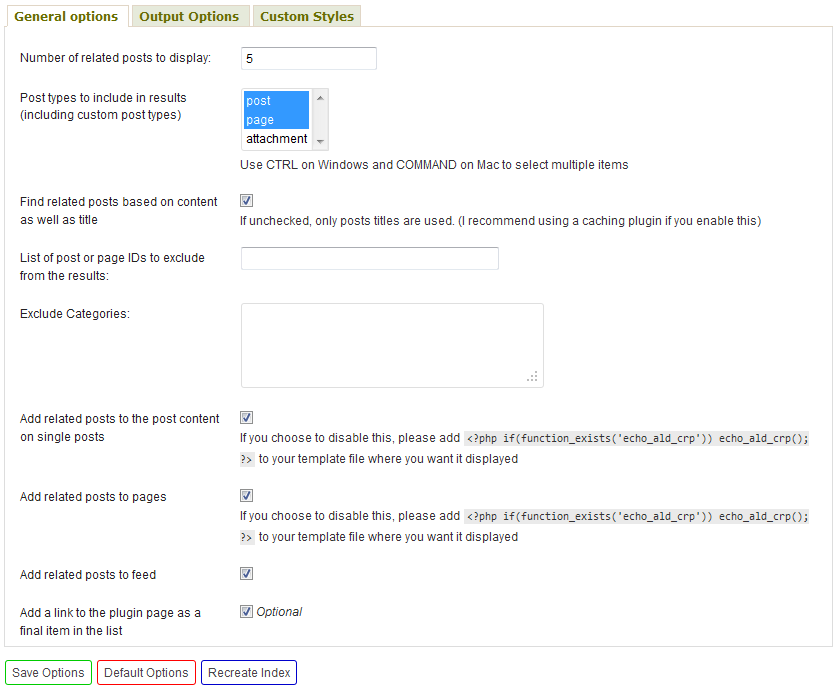 General options Output Options Custom Styles
Number of related posts to display: 5
Post types to include in results
(including custom post types)
post
page
attachment
Use CTRL on Windows and COMMAND on Mac to select multiple items
Find related posts based on content
as well as title
If unchecked, only posts titles are used. (I recommend using a caching plugin if you enable this)
List of post or page IDs to exclude
from the results:
Exclude Categories:
Add related posts to the post content
on single posts
If you choose to disable this, please add <?php if(function_exists('echo_ald_crp')) echo_ald_crp();
?> to your template file where you want it displayed
Add related posts to pages
If you choose to disable this, please add <?php if(function_exists('echo_ald_crp')) echo_ald_crp();
?> to your template file where you want it displayed
Add related posts to feed
Add a link to the plugin page as a
final item in the list
Optional
Save Options Default Options Recreate Index